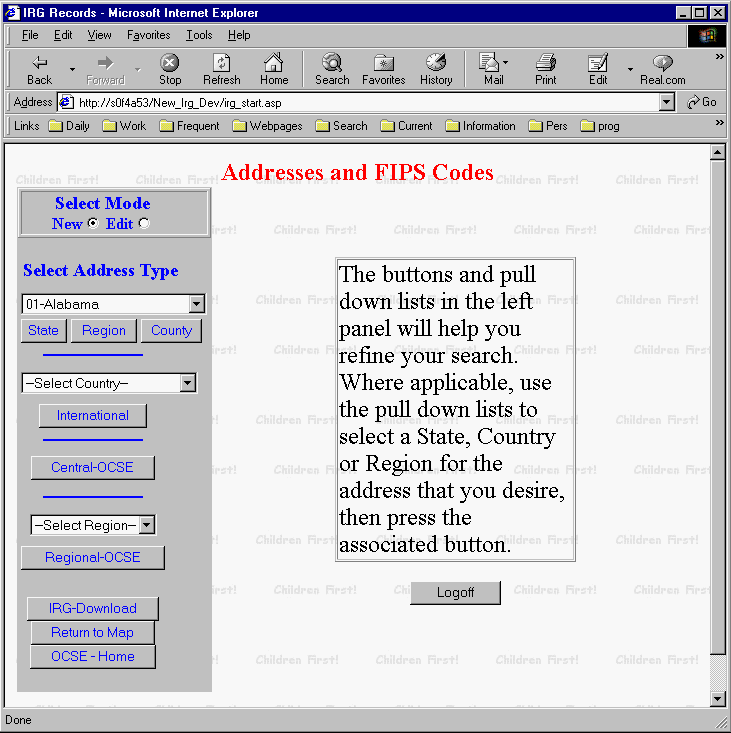 IRG Records - Microsoft Internet Explorer
File Edit View Favorites Tools Help
Back Forward Stop Refresh Home Search Favorites History Mail Print Edit Real.com »
Address http://s0f4a53/New_Irg_Dev/irg_start.asp Go
Links Daily Work Frequent Webpages Search Current Information Pers prog »
Addresses and FIPS Codes
Select Mode
New Edit
Select Address Type
01-Alabama
State Region County
--Select Country--
International
Central-OCSE
--Select Region--
Regional-OCSE
IRG-Download
Return to Map
OCSE - Home
The buttons and pull
down lists in the left
panel will help you
refine your search.
Where applicable, use
the pull down lists to
select a State, Country
or Region for the
address that you desire,
then press the
associated button.
Logoff
Children First!
Done